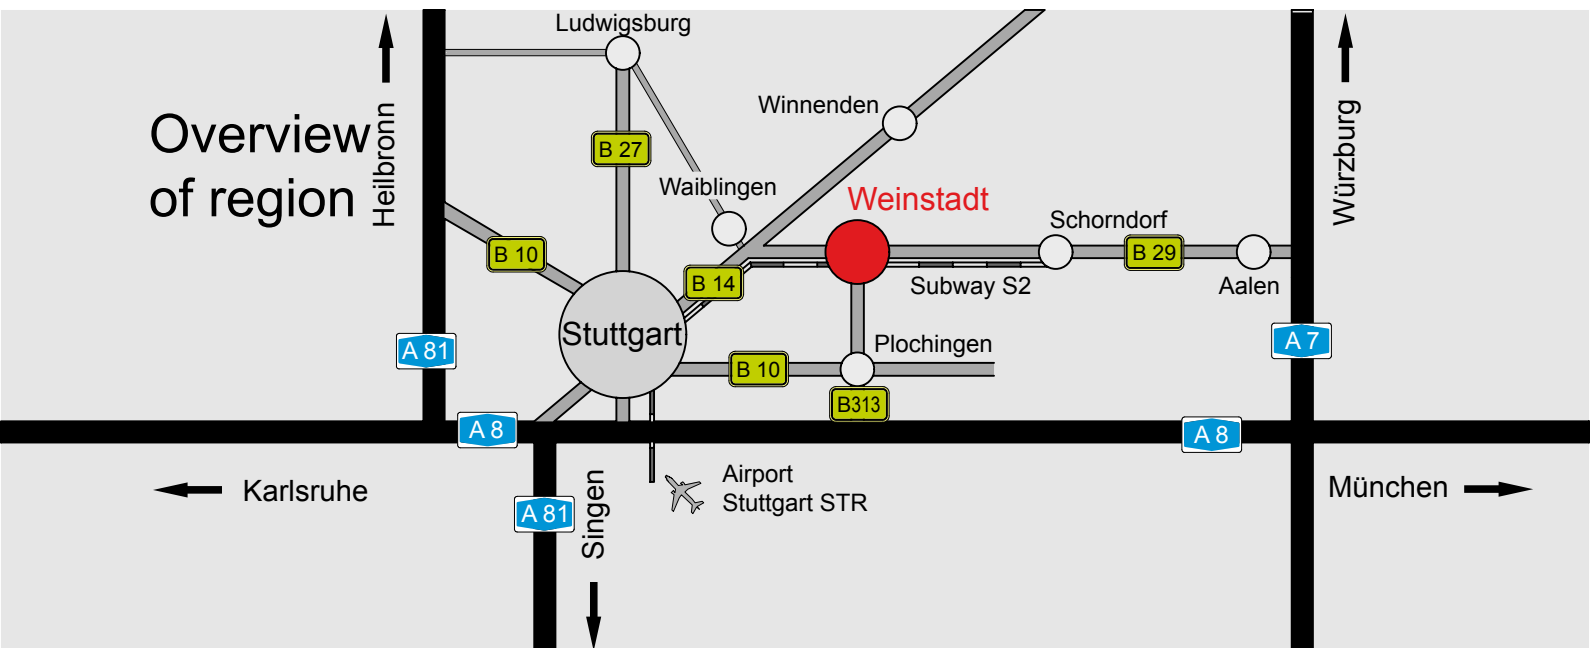 Ludwigsburg
Overview
of region
Heilbronn
Winnenden
Würzburg
B 27
Waiblingen
Weinstadt
Schorndorf
B 10
B 14
B 29
Subway S2
Aalen
Stuttgart
A 81
Plochingen
A 7
B 10
B313
A 8
A 8
Karlsruhe
Singen
Airport
Stuttgart STR
München
A 81